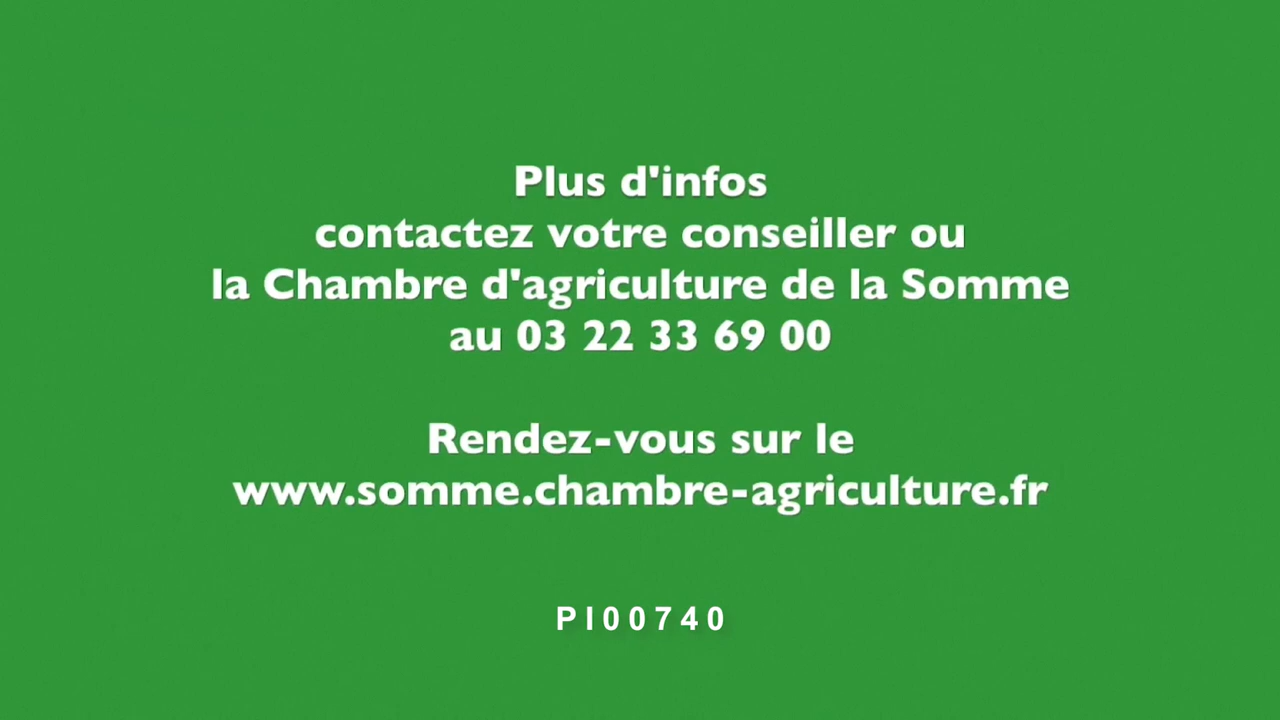 Plus d'infos
contactez votre conseiller ou
la Chambre d'agriculture de la Somme
au 03 22 33 69 00
Rendez-vous sur le
www.somme.chambre-agriculture.fr
PI00740